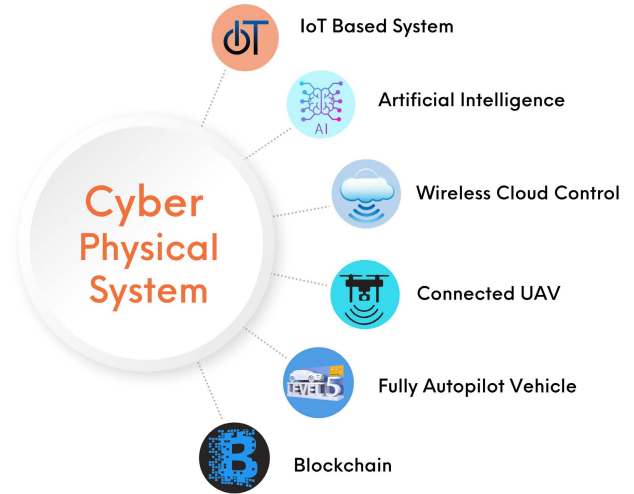 IoT
IoT Based System
AI
Artificial Intelligence
Cyber
Physical
System
Wireless Cloud Control
Connected UAV
LEVEL 5
Fully Autopilot Vehicle
B
Blockchain